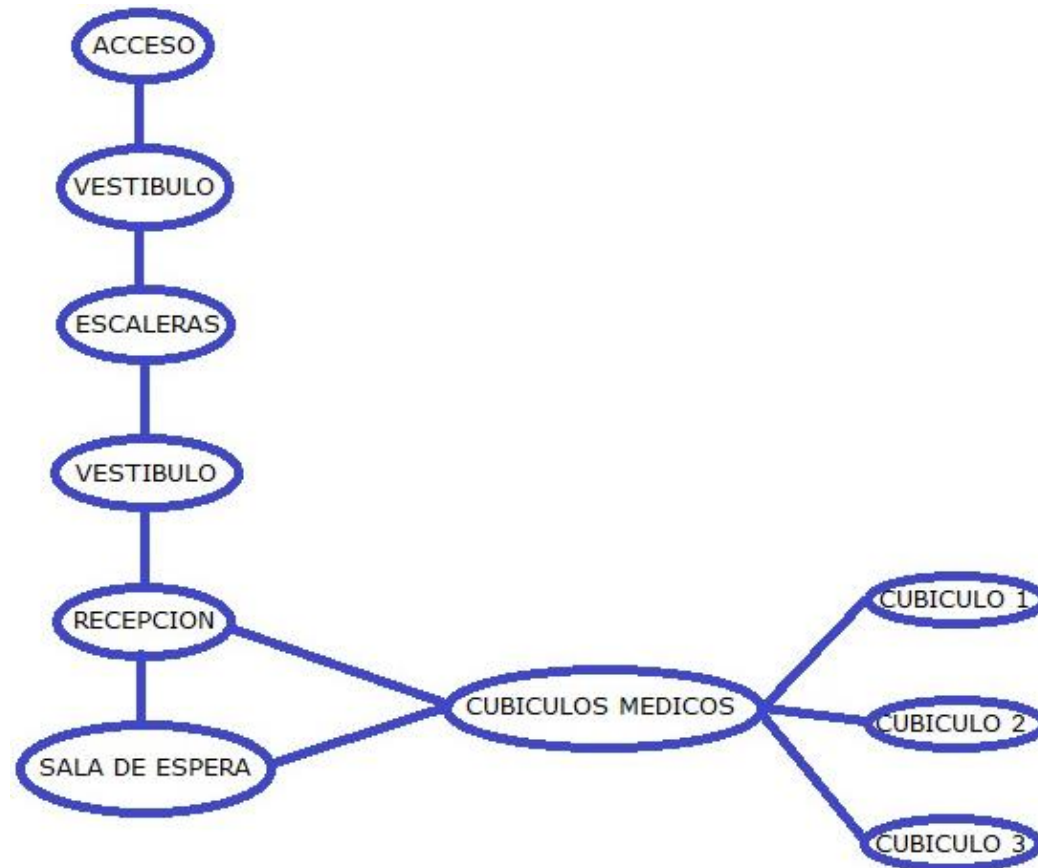 ACCESO
VESTIBULO
ESCALERAS
VESTIBULO
RECEPCION
SALA DE ESPERA
CUBICULOS MEDICOS
CUBICULO 1
CUBICULO 2
CUBICULO 3